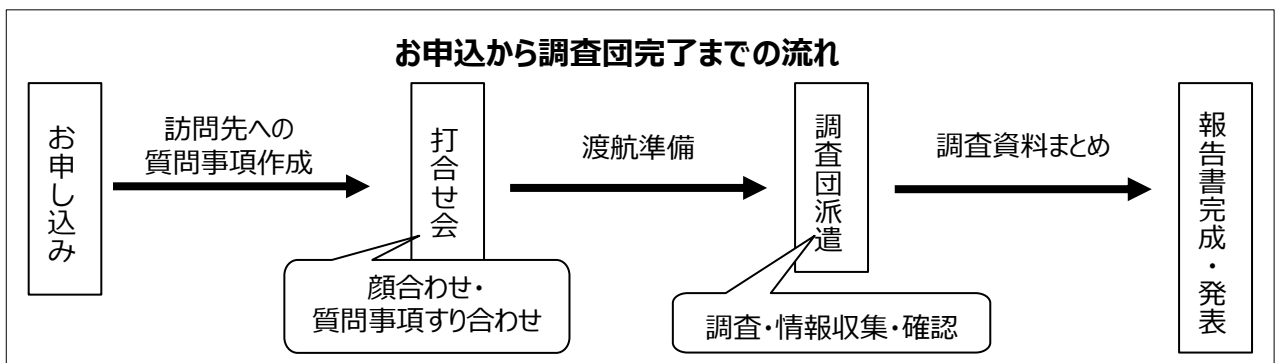 お申込から調査団完了までの流れ
お申し込み
訪問先への
質問事項作成
打合せ会
顔合わせ・
質問事項すり合わせ
渡航準備
調査団派遣
調査・情報収集・確認
調査資料まとめ
報告書完成・発表